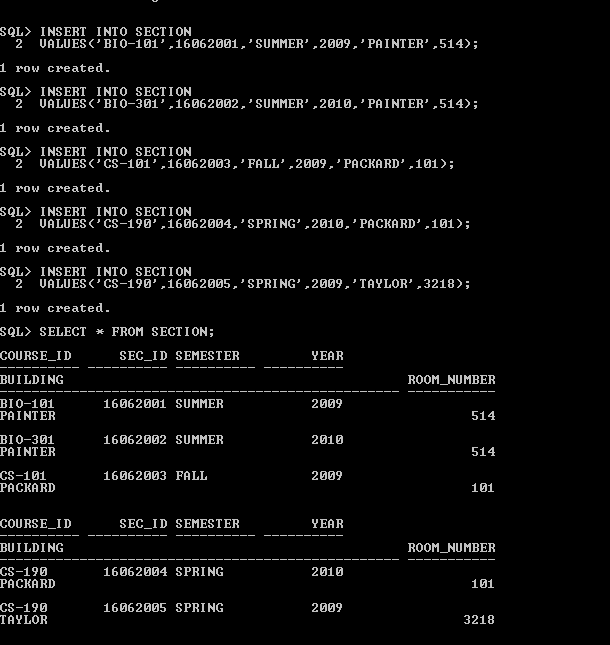 SQL> INSERT INTO SECTION
  2  VALUES('BIO-101',16062001,'SUMMER',2009,'PAINTER',514);
1 row created.
SQL> INSERT INTO SECTION
  2  VALUES('BIO-301',16062002,'SUMMER',2010,'PAINTER',514);
1 row created.
SQL> INSERT INTO SECTION
  2  VALUES('CS-101',16062003,'FALL',2009,'PACKARD',101);
1 row created.
SQL> INSERT INTO SECTION
  2  VALUES('CS-190',16062004,'SPRING',2010,'PACKARD',101);
1 row created.
SQL> INSERT INTO SECTION
  2  VALUES('CS-190',16062005,'SPRING',2009,'TAYLOR',3218);
1 row created.
SQL> SELECT * FROM SECTION;
COURSE_ID      SEC_ID SEMESTER         YEAR
BUILDING                                           ROOM_NUMBER
BIO-101      16062001 SUMMER           2009
PAINTER                                                    514
BIO-301      16062002 SUMMER           2010
PAINTER                                                    514
CS-101       16062003 FALL             2009
PACKARD                                                    101
COURSE_ID      SEC_ID SEMESTER         YEAR
BUILDING                                           ROOM_NUMBER
CS-190       16062004 SPRING           2010
PACKARD                                                    101
CS-190       16062005 SPRING           2009
TAYLOR                                                    3218